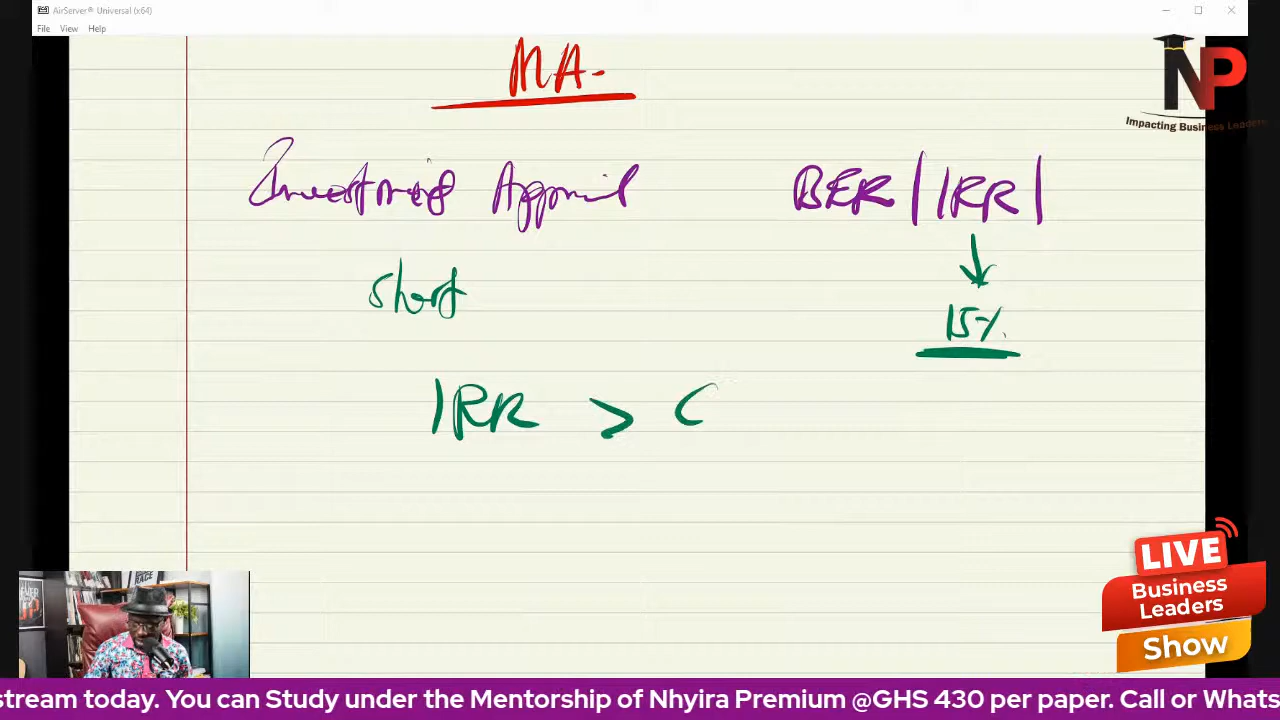 AirServer® Universal (x64)
File View Help
MA.
NP
Impacting Business Leaders
Investment Appraisal BER | IRR |
Short
15%
IRR > C
LIVE
Business
Leaders
Show
stream today. You can Study under the Mentorship of Nhyira Premium @GHS 430 per paper. Call or Whats